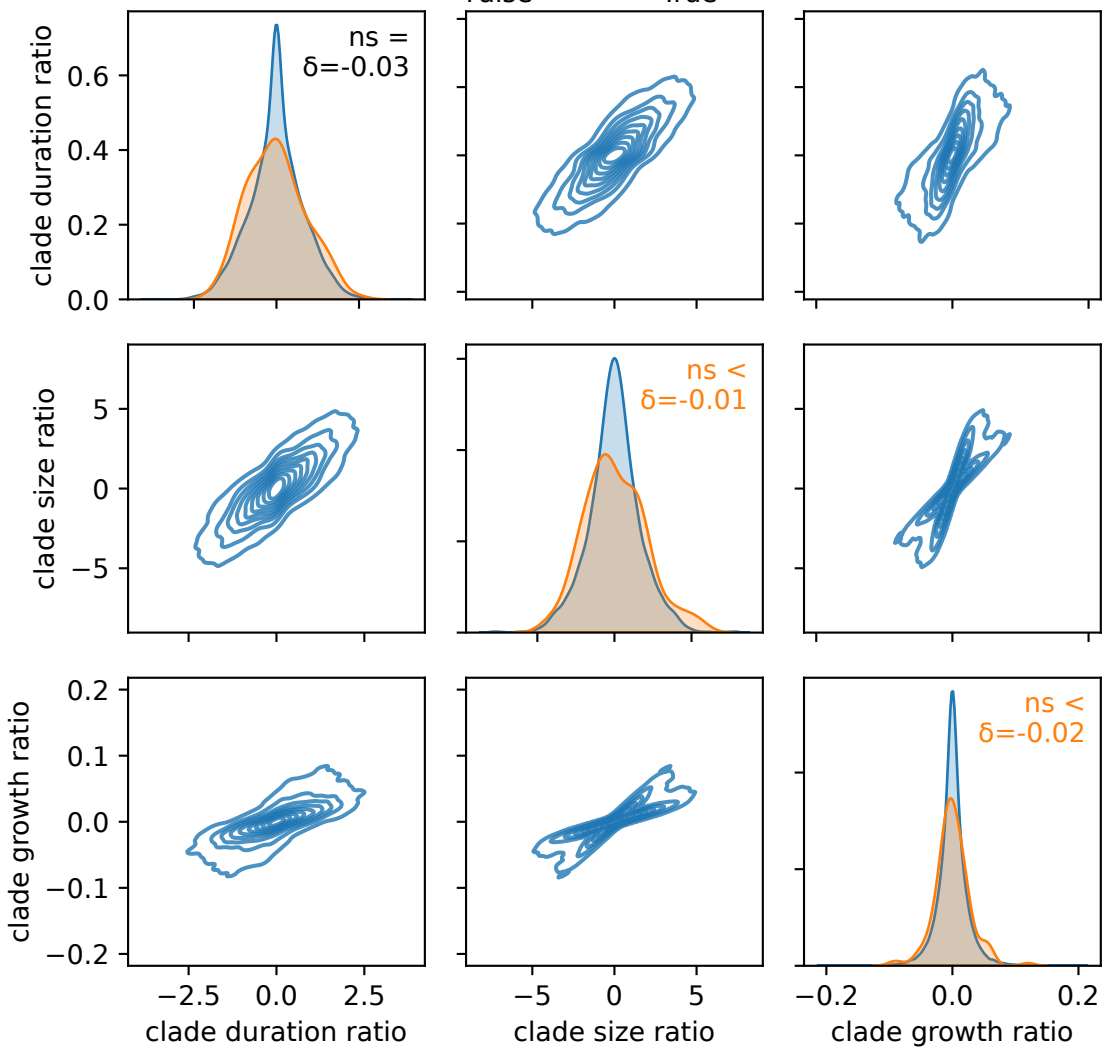 ns =
δ=-0.03
clade duration ratio
0.6
0.4
0.2
0.0
ns <
δ=-0.01
clade size ratio
5
0
−5
ns <
δ=-0.02
clade growth ratio
0.2
0.1
0.0
−0.1
−0.2
−2.5 0.0 2.5
−5 0 5
−0.2 0.0 0.2
clade duration ratio
clade size ratio
clade growth ratio